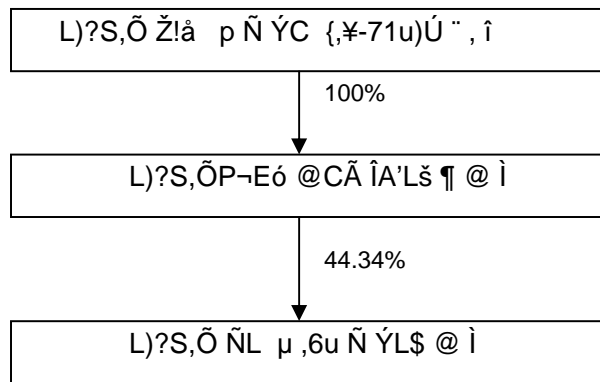 L)?S,Õ Ž!å p Ñ ÝC {,¥-71u)Ú ¨ , î
100%
L)?S,ÕP¬Eó @CÃ ÎA’Lš ¶ @ Ì
44.34%
L)?S,Õ ÑL µ ,6u Ñ ÝL$ @ Ì